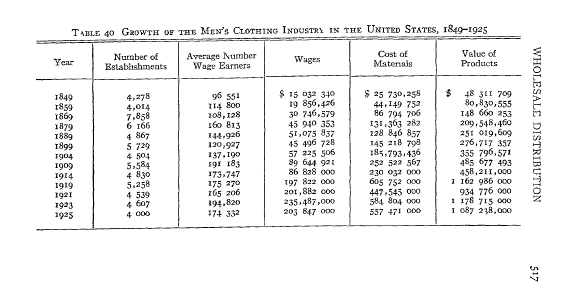 TABLE 40 GROWTH OF THE MEN'S CLOTHING INDUSTRY IN THE UNITED STATES, 1849-1925
Year Number of Establishments Average Number Wage Earners Wages Cost of Materials Value of Products
1849 4,278 96 551 $ 15 032 340 $ 25 730,258 $ 48 311 709
1859 4,014 114 800 19 856,426 44,149 752 80,830,555
1869 7,858 108,128 30 746,579 86 794 706 148 660 253
1879 6 166 160 813 45 940 353 131,363 282 209,548,460
1889 4 867 144,926 51,075 837 128 846 857 251 019,609
1899 5 729 120,927 45 496 728 145 218 798 276,717 357
1904 4 504 137,190 57 225 506 185,793,436 355 796,571
1909 5,584 191 183 89 644 921 252 522 567 485 677 493
1914 4 830 173,747 86 828 000 230 032 000 458,211,000
1919 5,258 175 270 197 822 000 605 752 000 1 162 986 000
1921 4 539 165 206 201,882 000 447,545 000 934 776 000
1923 4 607 194,820 235,487,000 584 804 000 1 178 715 000
1925 4 000 174 332 203 847 000 557 471 000 1 087 238,000
WHOLESALE DISTRIBUTION
517